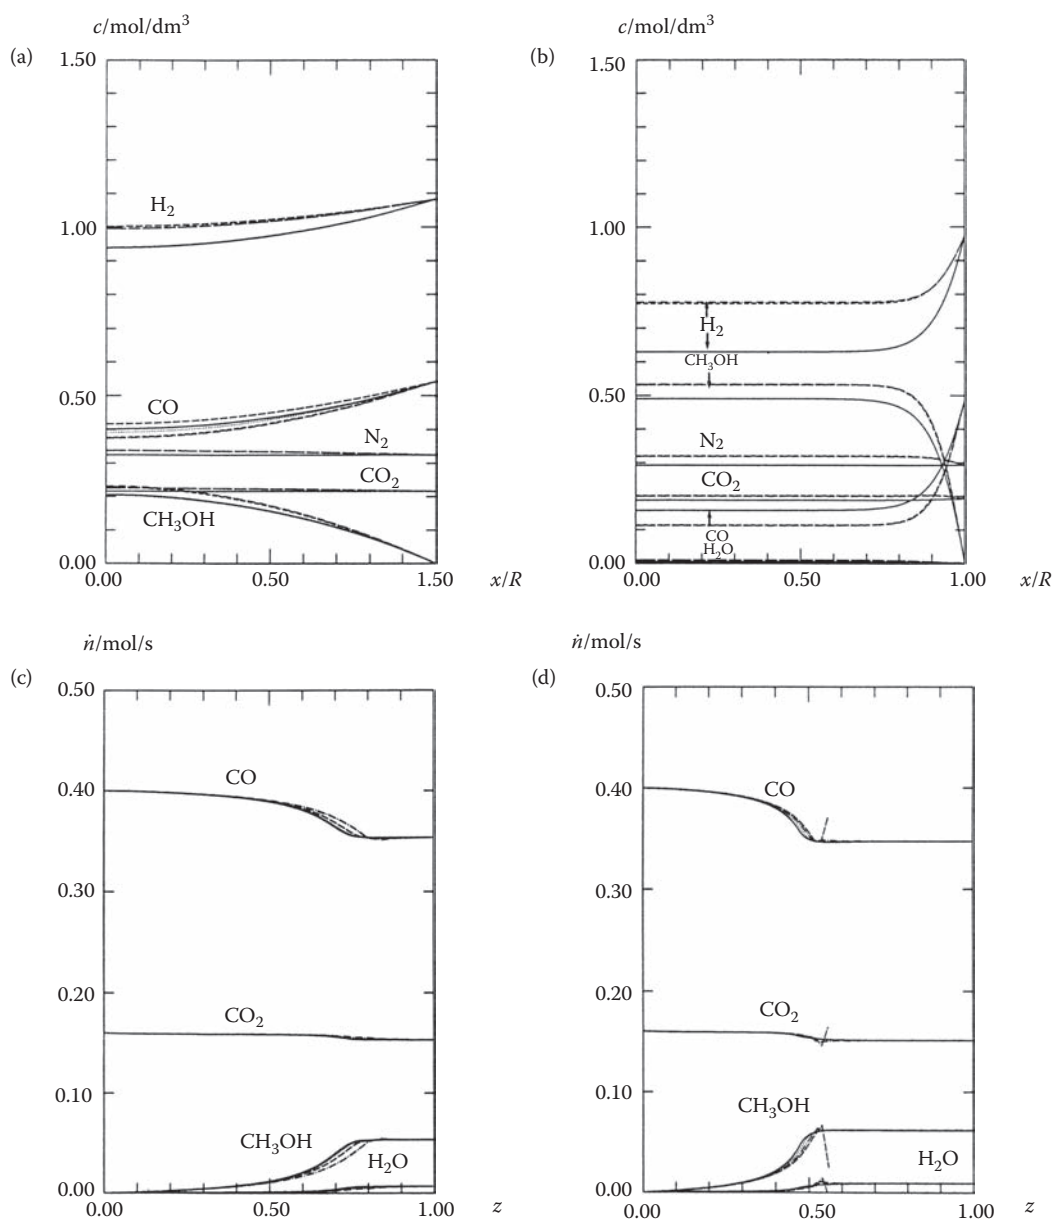 c/mol/dm³
(a)
1.50
H₂
1.00
CO
0.50
N₂
CO₂
CH₃OH
0.00
0.00 0.50 1.50 x/R
c/mol/dm³
(b)
1.50
1.00
H₂
CH₃OH
0.50
N₂
CO₂
CO
H₂O
0.00
0.00 0.50 1.00 x/R
ṅ/mol/s
(c)
0.50
CO
0.40
0.30
0.20
CO₂
0.10
CH₃OH
H₂O
0.00
0.00 0.50 1.00 z
ṅ/mol/s
(d)
0.50
CO
0.40
0.30
0.20
CO₂
0.10
CH₃OH
H₂O
0.00
0.00 0.50 1.00 z